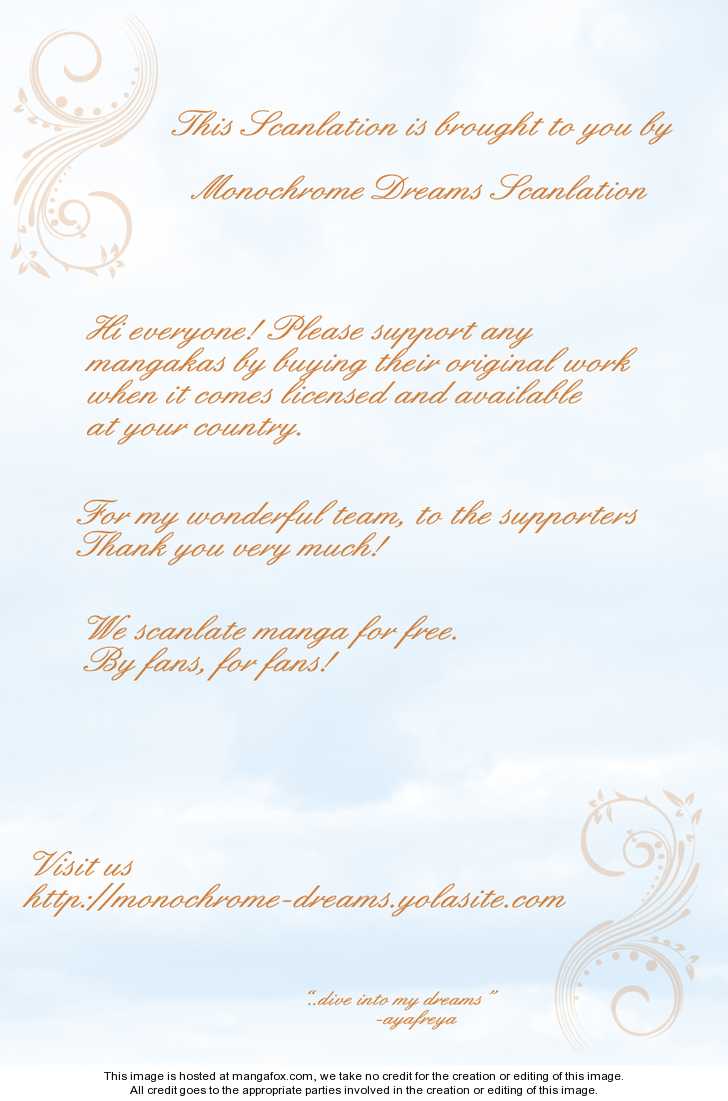 This Scanlation is brought to you by
Monochrome Dreams Scanlation
Hi everyone! Please support any
mangakas by buying their original work
when it comes licensed and available
at your country.
For my wonderful team, to the supporters
Thank you very much!
We scanlate manga for free.
By fans, for fans!
Visit us
http://monochrome-dreams.yolasite.com
"..dive into my dreams"
-ayafreya
This image is hosted at mangafox.com, we take no credit for the creation or editing of this image.
All credit goes to the appropriate parties involved in the creation or editing of this image.